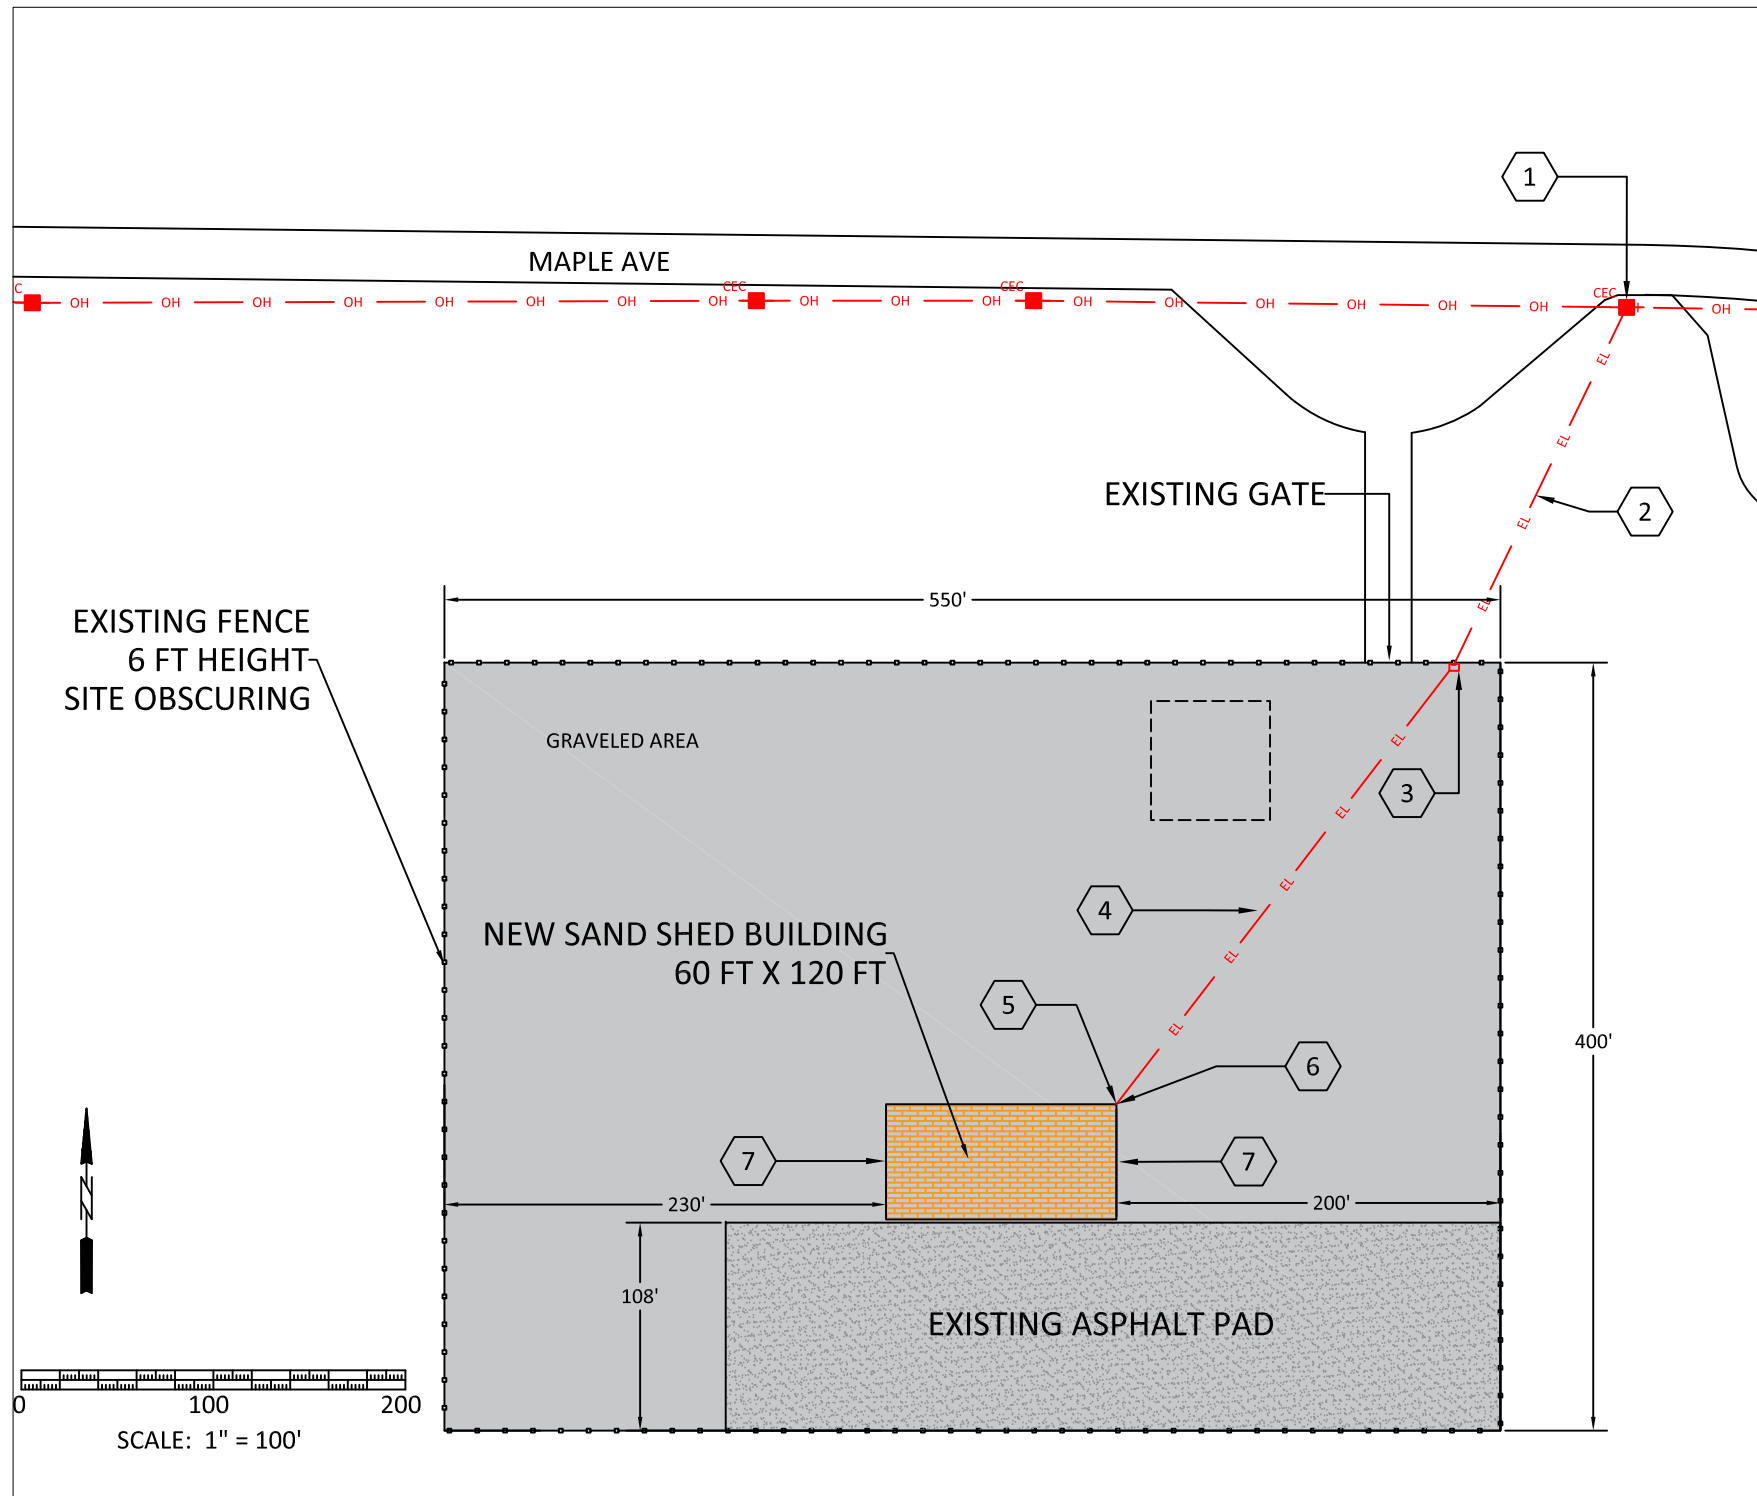 1
MAPLE AVE
C
OH OH OH OH OH OH OH OH
CEC
OH OH OH
CEC
OH OH OH OH OH OH
CEC
OH
EL
EL
EXISTING GATE
2
EL
550'
EL
EXISTING FENCE
6 FT HEIGHT
SITE OBSCURING
GRAVELED AREA
EL
3
EL
EL
4
NEW SAND SHED BUILDING
60 FT X 120 FT
EL
5
EL
400'
6
7
7
N
230'
200'
108'
EXISTING ASPHALT PAD
0 100 200
SCALE: 1" = 100'